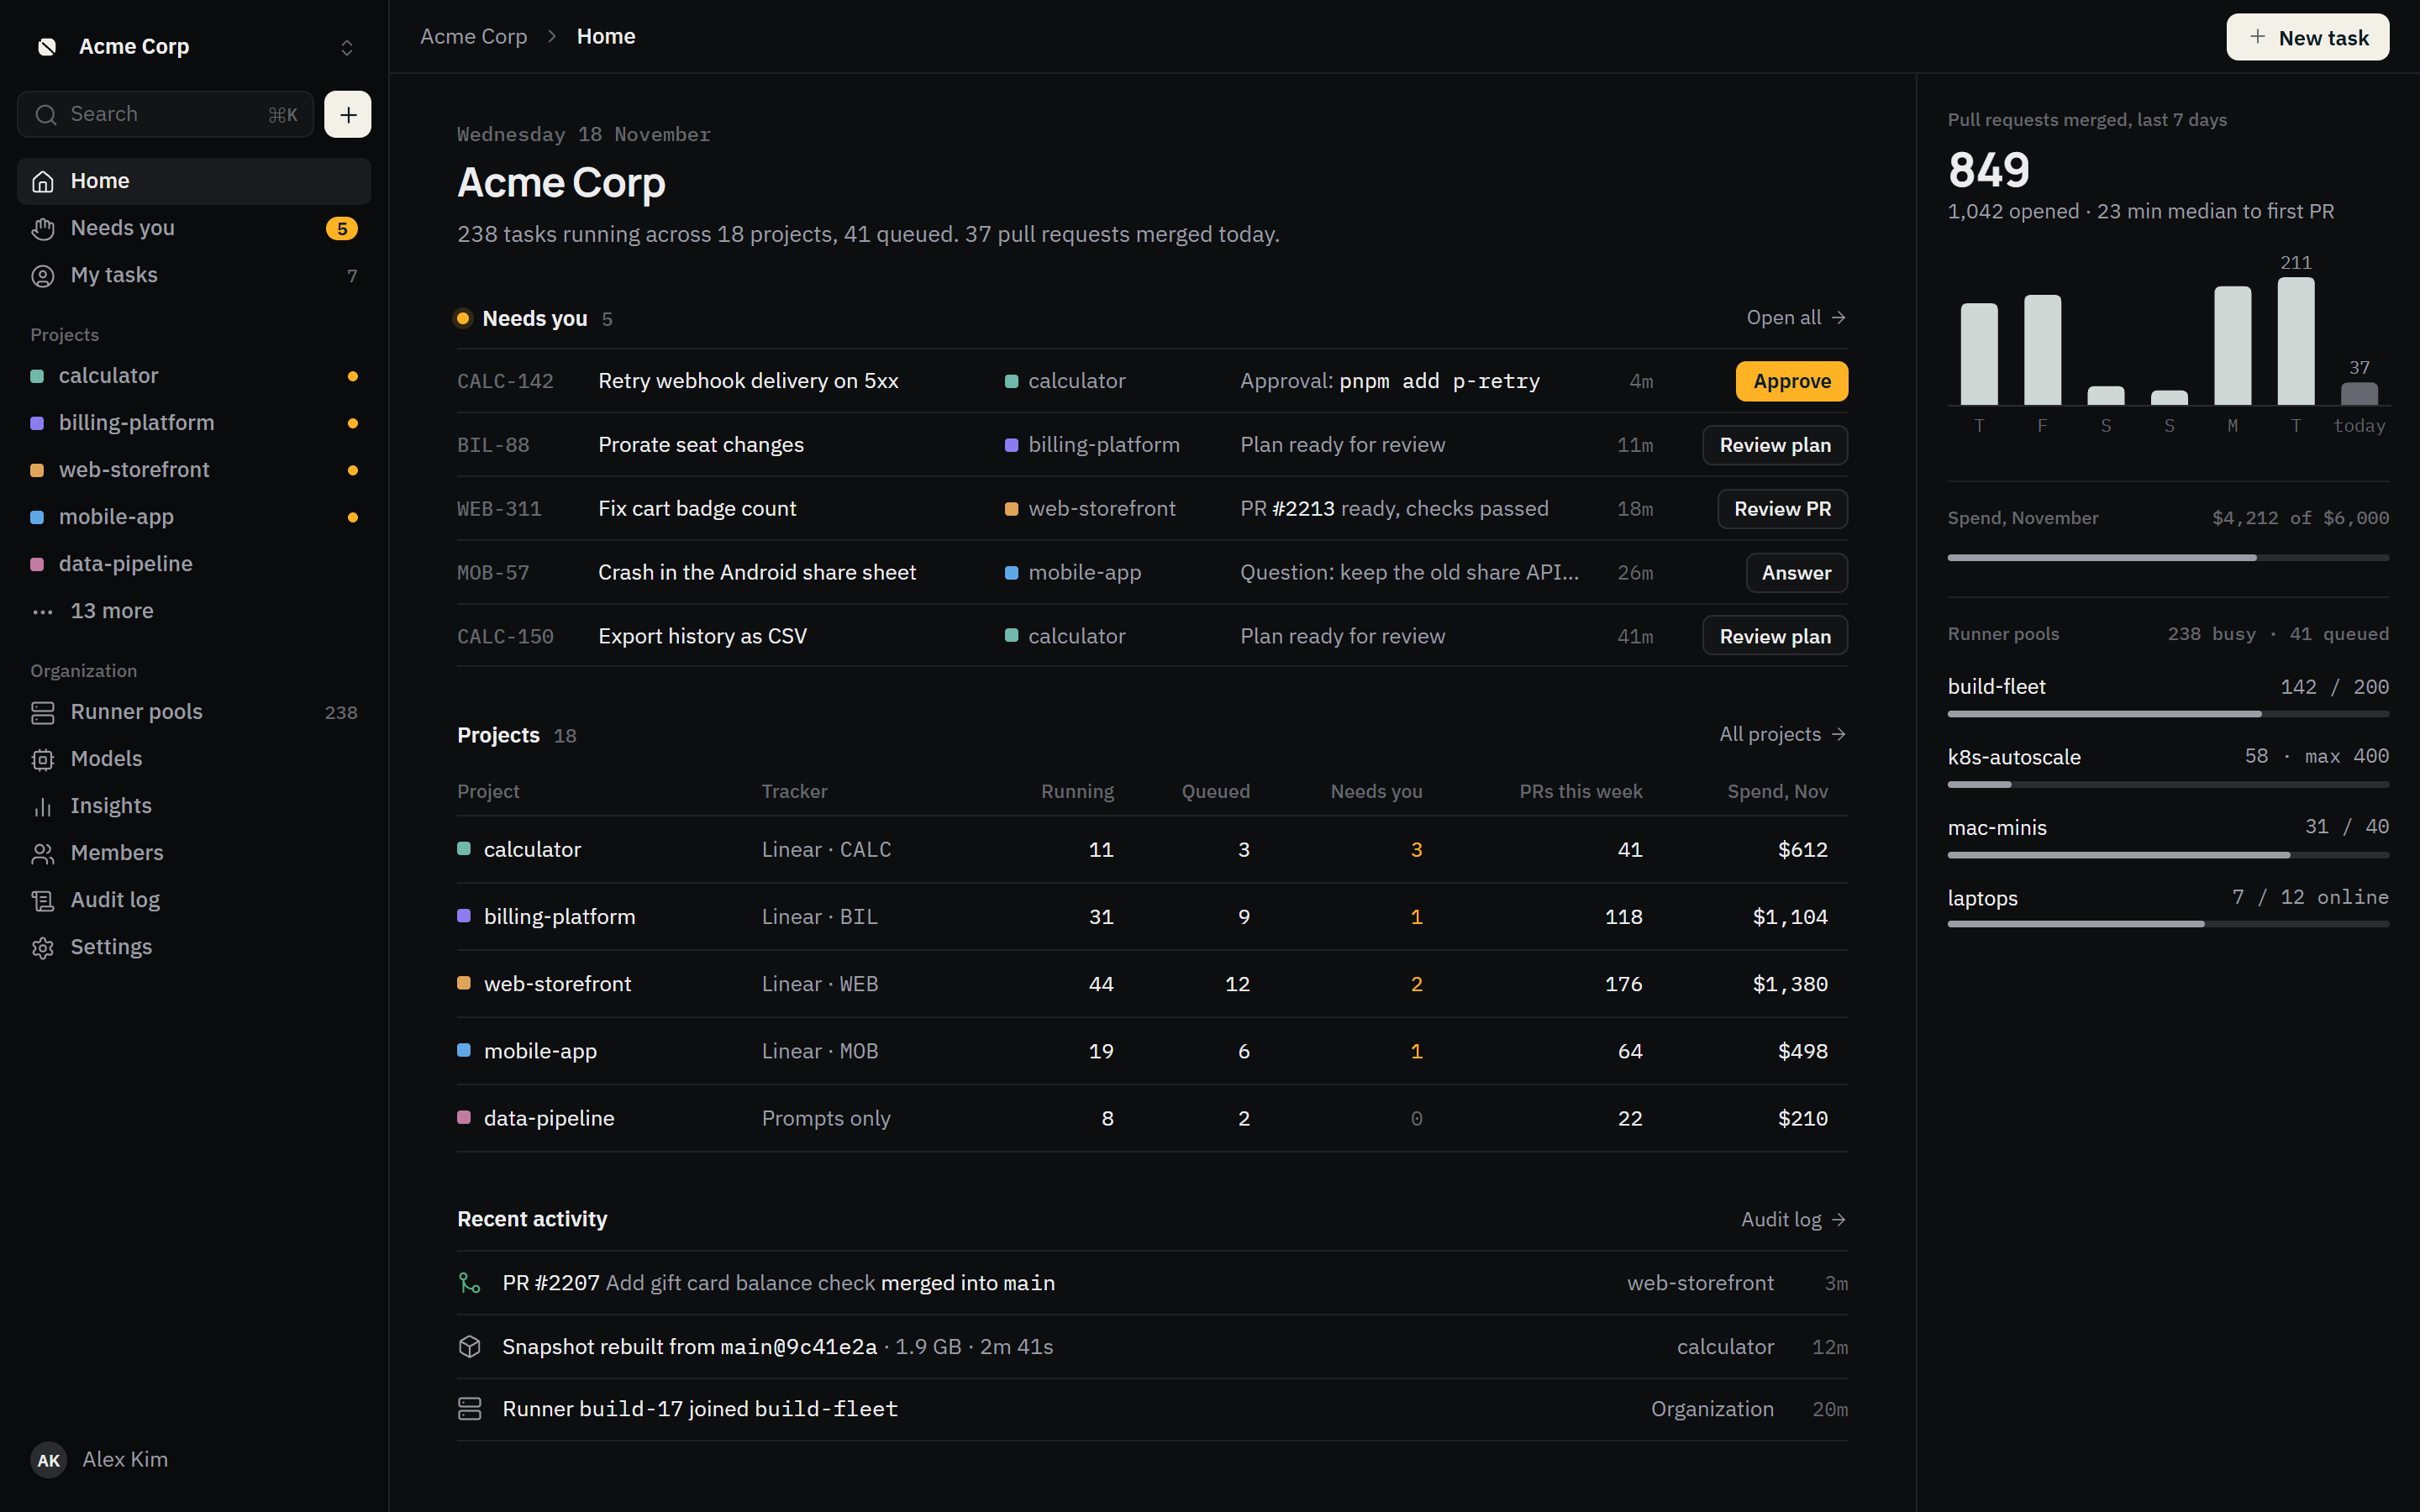 Acme Corp
Search ⌘K
Home
Needs you 5
My tasks 7
Projects
calculator
billing-platform
web-storefront
mobile-app
data-pipeline
13 more
Organization
Runner pools 238
Models
Insights
Members
Audit log
Settings
AK Alex Kim
Acme Corp > Home
New task
Wednesday 18 November
Acme Corp
238 tasks running across 18 projects, 41 queued. 37 pull requests merged today.
Needs you 5 Open all →
CALC-142 Retry webhook delivery on 5xx calculator Approval: pnpm add p-retry 4m Approve
BIL-88 Prorate seat changes billing-platform Plan ready for review 11m Review plan
WEB-311 Fix cart badge count web-storefront PR #2213 ready, checks passed 18m Review PR
MOB-57 Crash in the Android share sheet mobile-app Question: keep the old share API… 26m Answer
CALC-150 Export history as CSV calculator Plan ready for review 41m Review plan
Projects 18 All projects →
Project Tracker Running Queued Needs you PRs this week Spend, Nov
calculator Linear · CALC 11 3 3 41 $612
billing-platform Linear · BIL 31 9 1 118 $1,104
web-storefront Linear · WEB 44 12 2 176 $1,380
mobile-app Linear · MOB 19 6 1 64 $498
data-pipeline Prompts only 8 2 0 22 $210
Recent activity Audit log →
PR #2207 Add gift card balance check merged into main web-storefront 3m
Snapshot rebuilt from main@9c41e2a · 1.9 GB · 2m 41s calculator 12m
Runner build-17 joined build-fleet Organization 20m
Pull requests merged, last 7 days
849
1,042 opened · 23 min median to first PR
211
37
T F S S M T today
Spend, November $4,212 of $6,000
Runner pools 238 busy · 41 queued
build-fleet 142 / 200
k8s-autoscale 58 · max 400
mac-minis 31 / 40
laptops 7 / 12 online